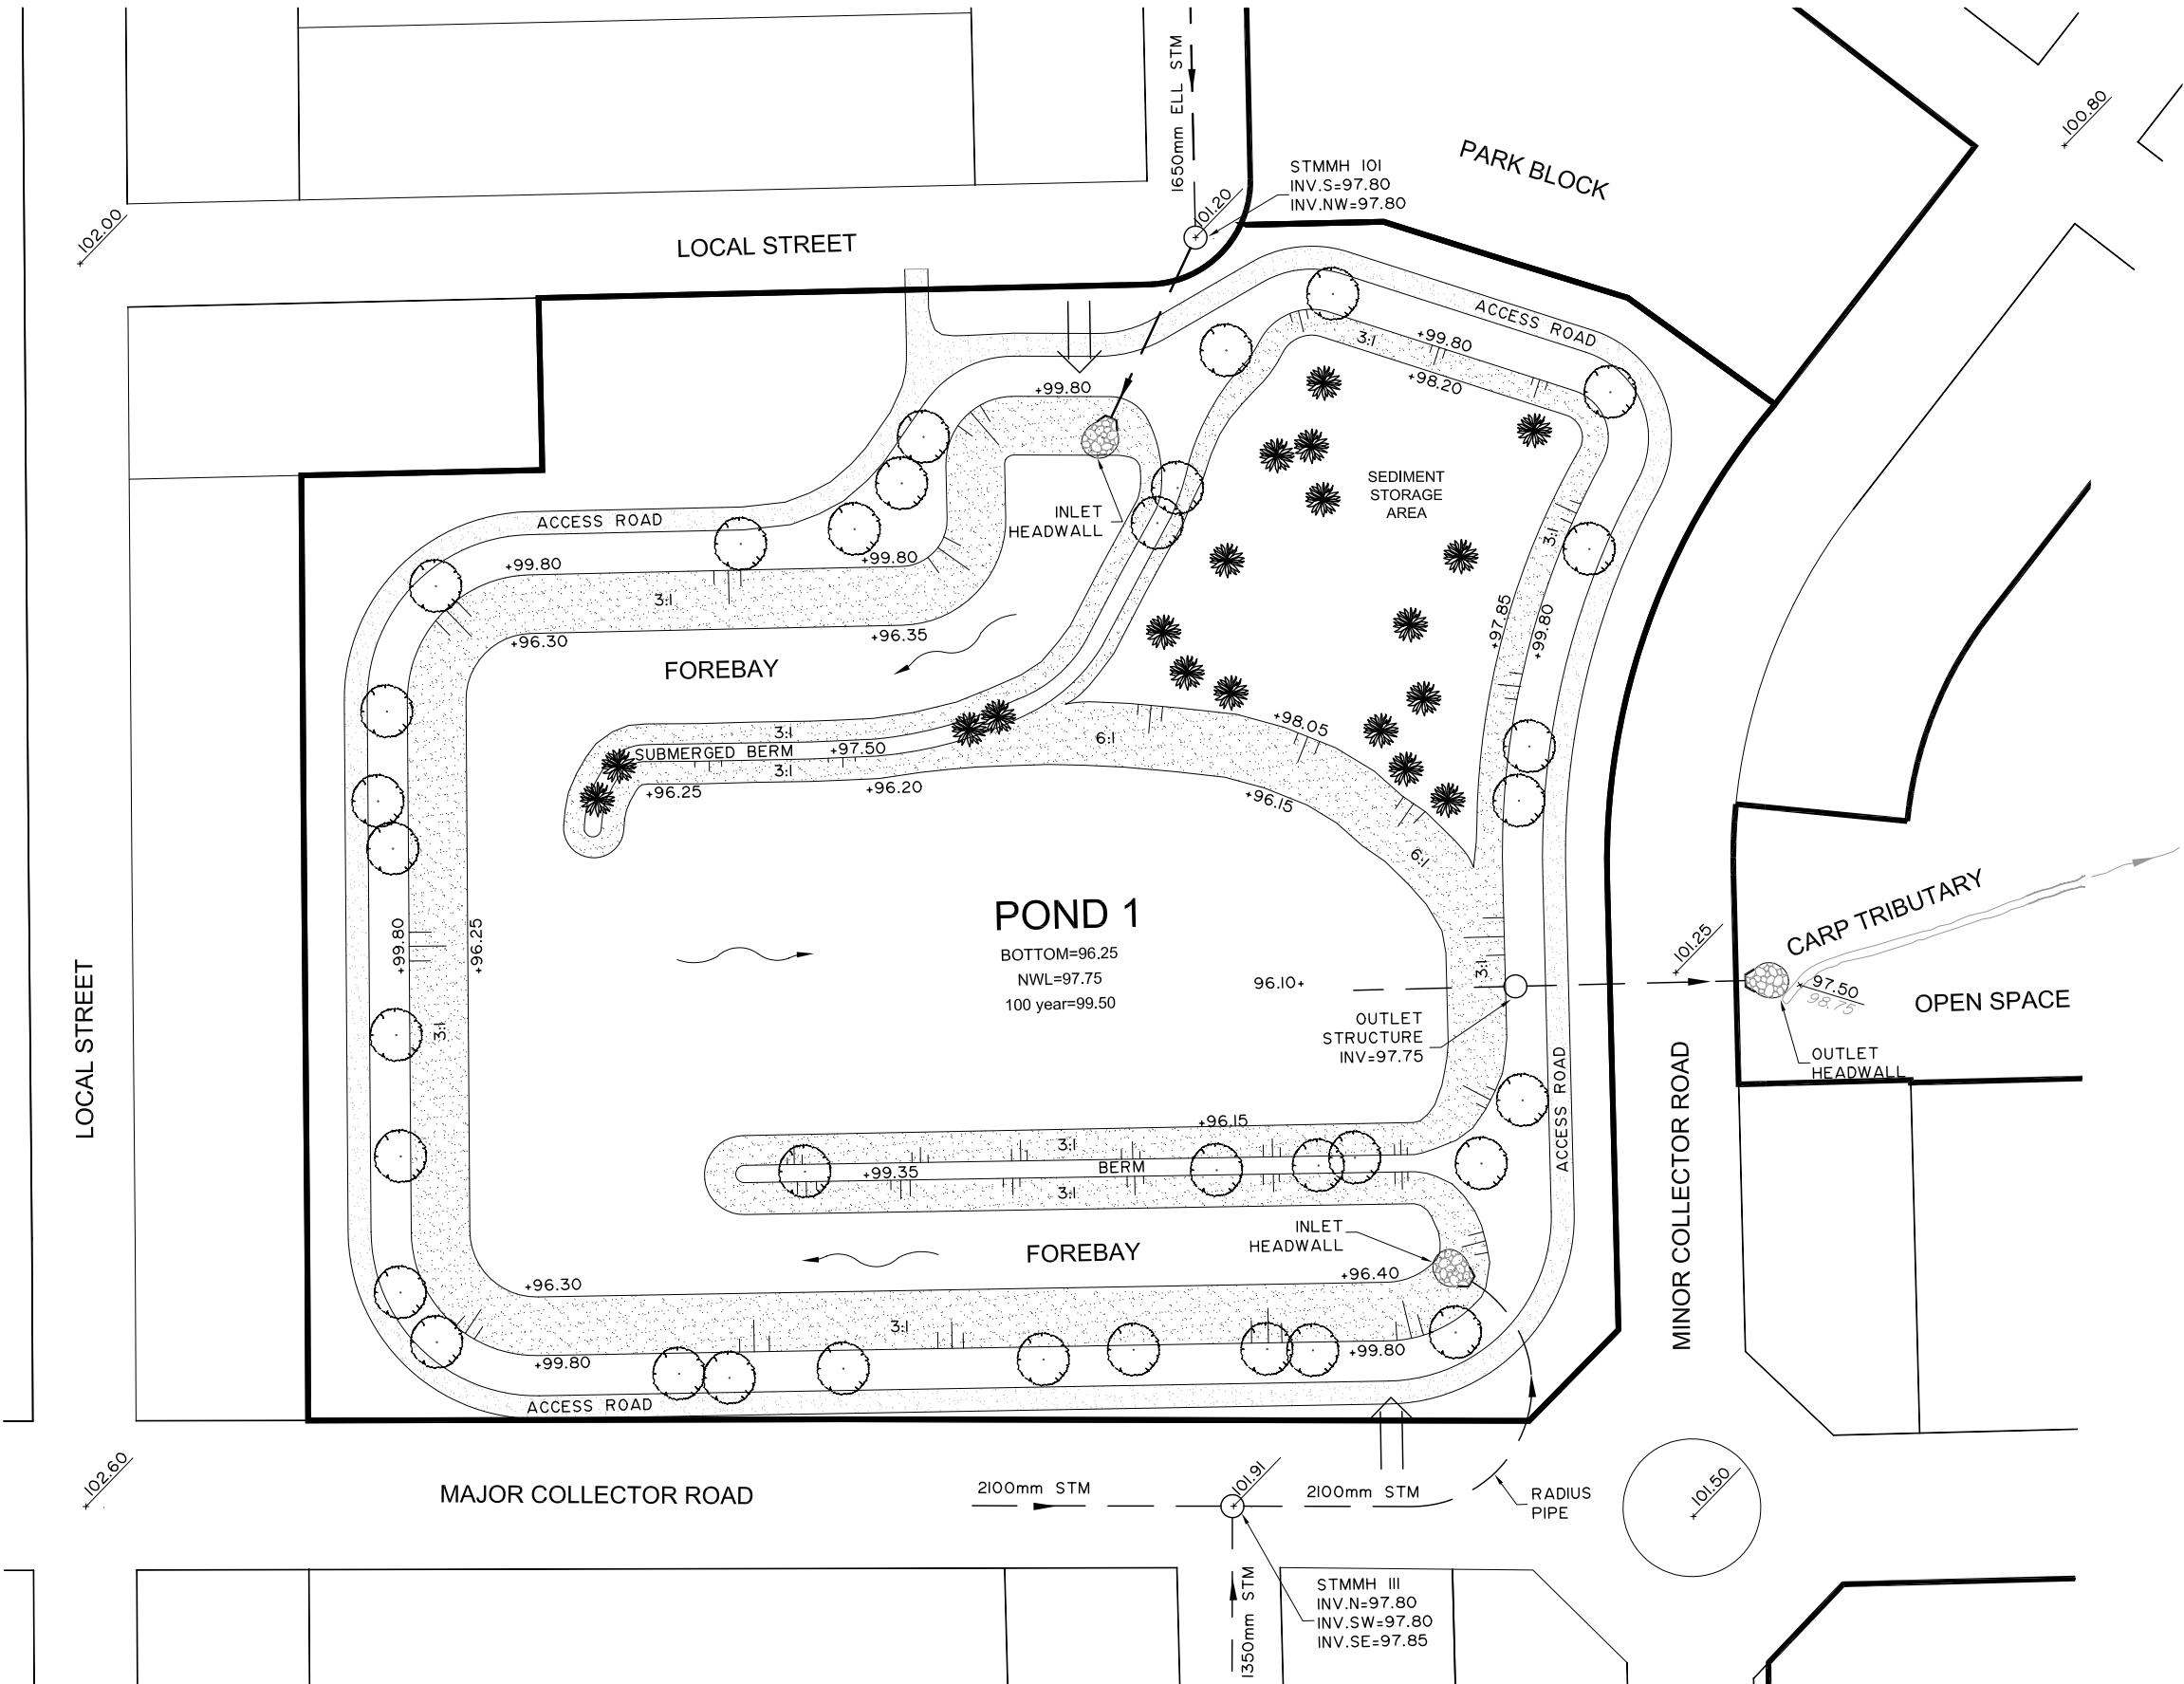 1650mm ELL STM
100.80
STMMH 101
INV.S=97.80
INV.NW=97.80
PARK BLOCK
101.20
102.00
LOCAL STREET
ACCESS ROAD
3:1
+99.80
+98.20
+99.80
SEDIMENT
STORAGE
AREA
INLET
HEADWALL
ACCESS ROAD
+99.80
+99.80
3:1
3:1
+96.30
+96.35
+97.85
+99.80
FOREBAY
3:1
SUBMERGED BERM
+97.50
3:1
+96.25
+96.20
6:1
+98.05
+96.15
6:1
POND 1
BOTTOM=96.25
NWL=97.75
100 year=99.50
96.10+
+99.80
+96.25
3:1
3:1
LOCAL STREET
OUTLET
STRUCTURE
INV=97.75
101.25
CARP TRIBUTARY
97.50
98.75
OPEN SPACE
OUTLET
HEADWALL
MINOR COLLECTOR ROAD
ACCESS ROAD
+96.15
3:1
+99.35
BERM
3:1
INLET
HEADWALL
FOREBAY
+96.30
+96.40
3:1
+99.80
+99.80
ACCESS ROAD
102.60
MAJOR COLLECTOR ROAD
2100mm STM
101.91
2100mm STM
RADIUS
PIPE
101.50
1350mm STM
STMMH 111
INV.N=97.80
INV.SW=97.80
INV.SE=97.85